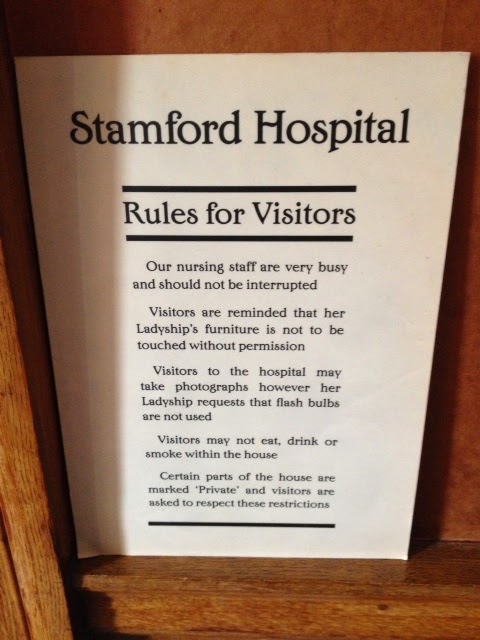 Stamford Hospital
Rules for Visitors
Our nursing staff are very busy
and should not be interrupted
Visitors are reminded that her
Ladyship's furniture is not to be
touched without permission
Visitors to the hospital may
take photographs however her
Ladyship requests that flash bulbs
are not used
Visitors may not eat, drink or
smoke within the house
Certain parts of the house are
marked 'Private' and visitors are
asked to respect these restrictions